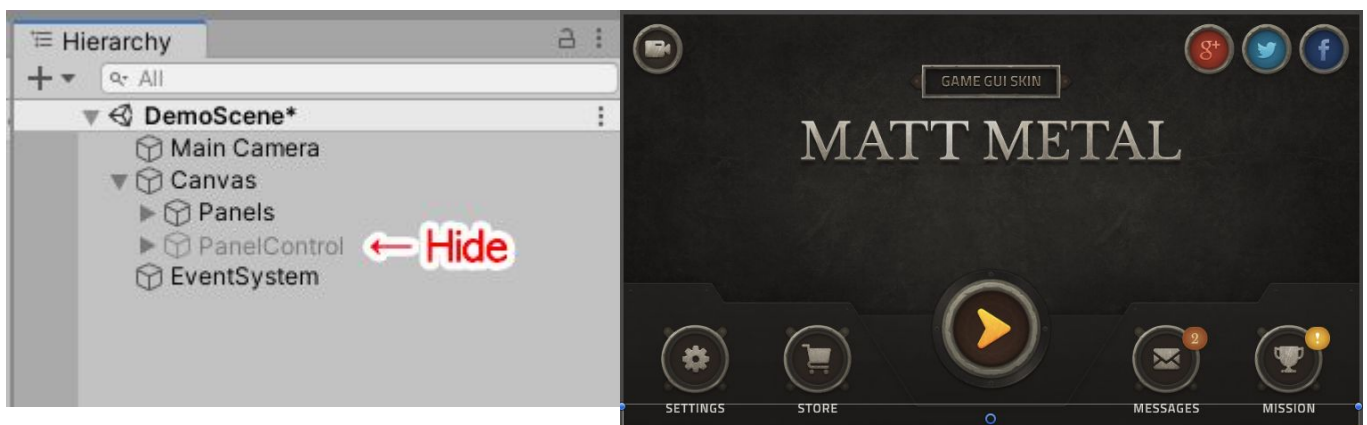 Hierarchy
All
DemoScene*
Main Camera
Canvas
Panels
PanelControl ← Hide
EventSystem
g+
f
GAME GUI SKIN
MATT METAL
2
!
SETTINGS
STORE
MESSAGES
MISSION